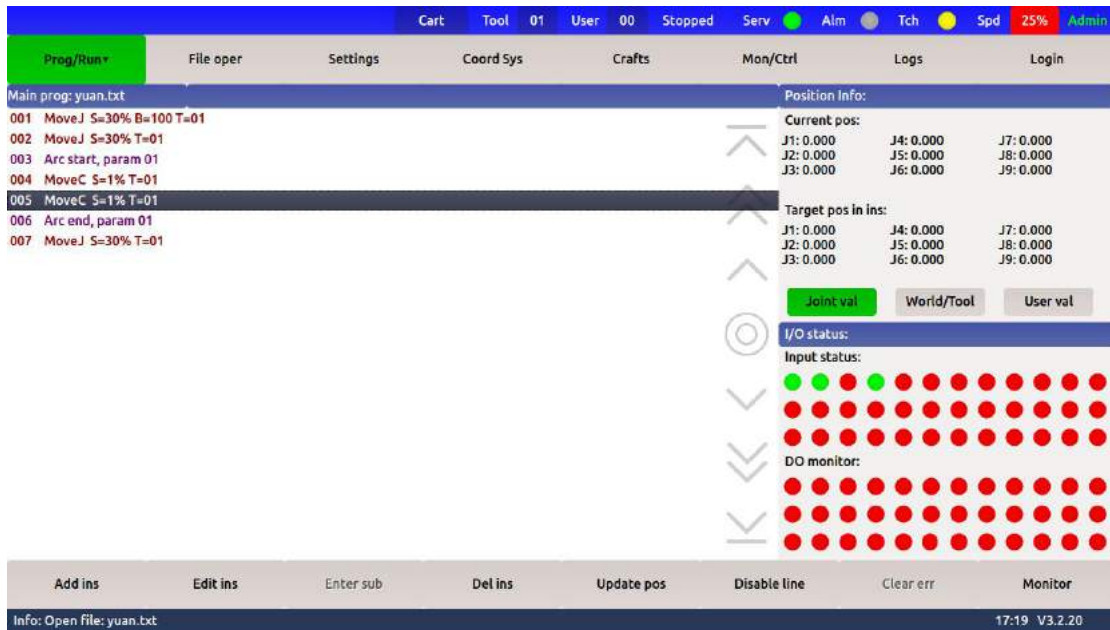 Cart Tool 01 User 00 Stopped Serv Alm Tch Spd 25% Admin
Prog/Run▾ File oper Settings Coord Sys Crafts Mon/Ctrl Logs Login
Main prog: yuan.txt
001 MoveJ S=30% B=100 T=01
002 MoveJ S=30% T=01
003 Arc start, param 01
004 MoveC S=1% T=01
005 MoveC S=1% T=01
006 Arc end, param 01
007 MoveJ S=30% T=01
Position Info:
Current pos:
J1: 0.000 J4: 0.000 J7: 0.000
J2: 0.000 J5: 0.000 J8: 0.000
J3: 0.000 J6: 0.000 J9: 0.000
Target pos in ins:
J1: 0.000 J4: 0.000 J7: 0.000
J2: 0.000 J5: 0.000 J8: 0.000
J3: 0.000 J6: 0.000 J9: 0.000
Joint val World/Tool User val
I/O status:
Input status:
DO monitor:
Add ins Edit ins Enter sub Del ins Update pos Disable line Clear err Monitor
Info: Open file: yuan.txt 17:19 V3.2.20